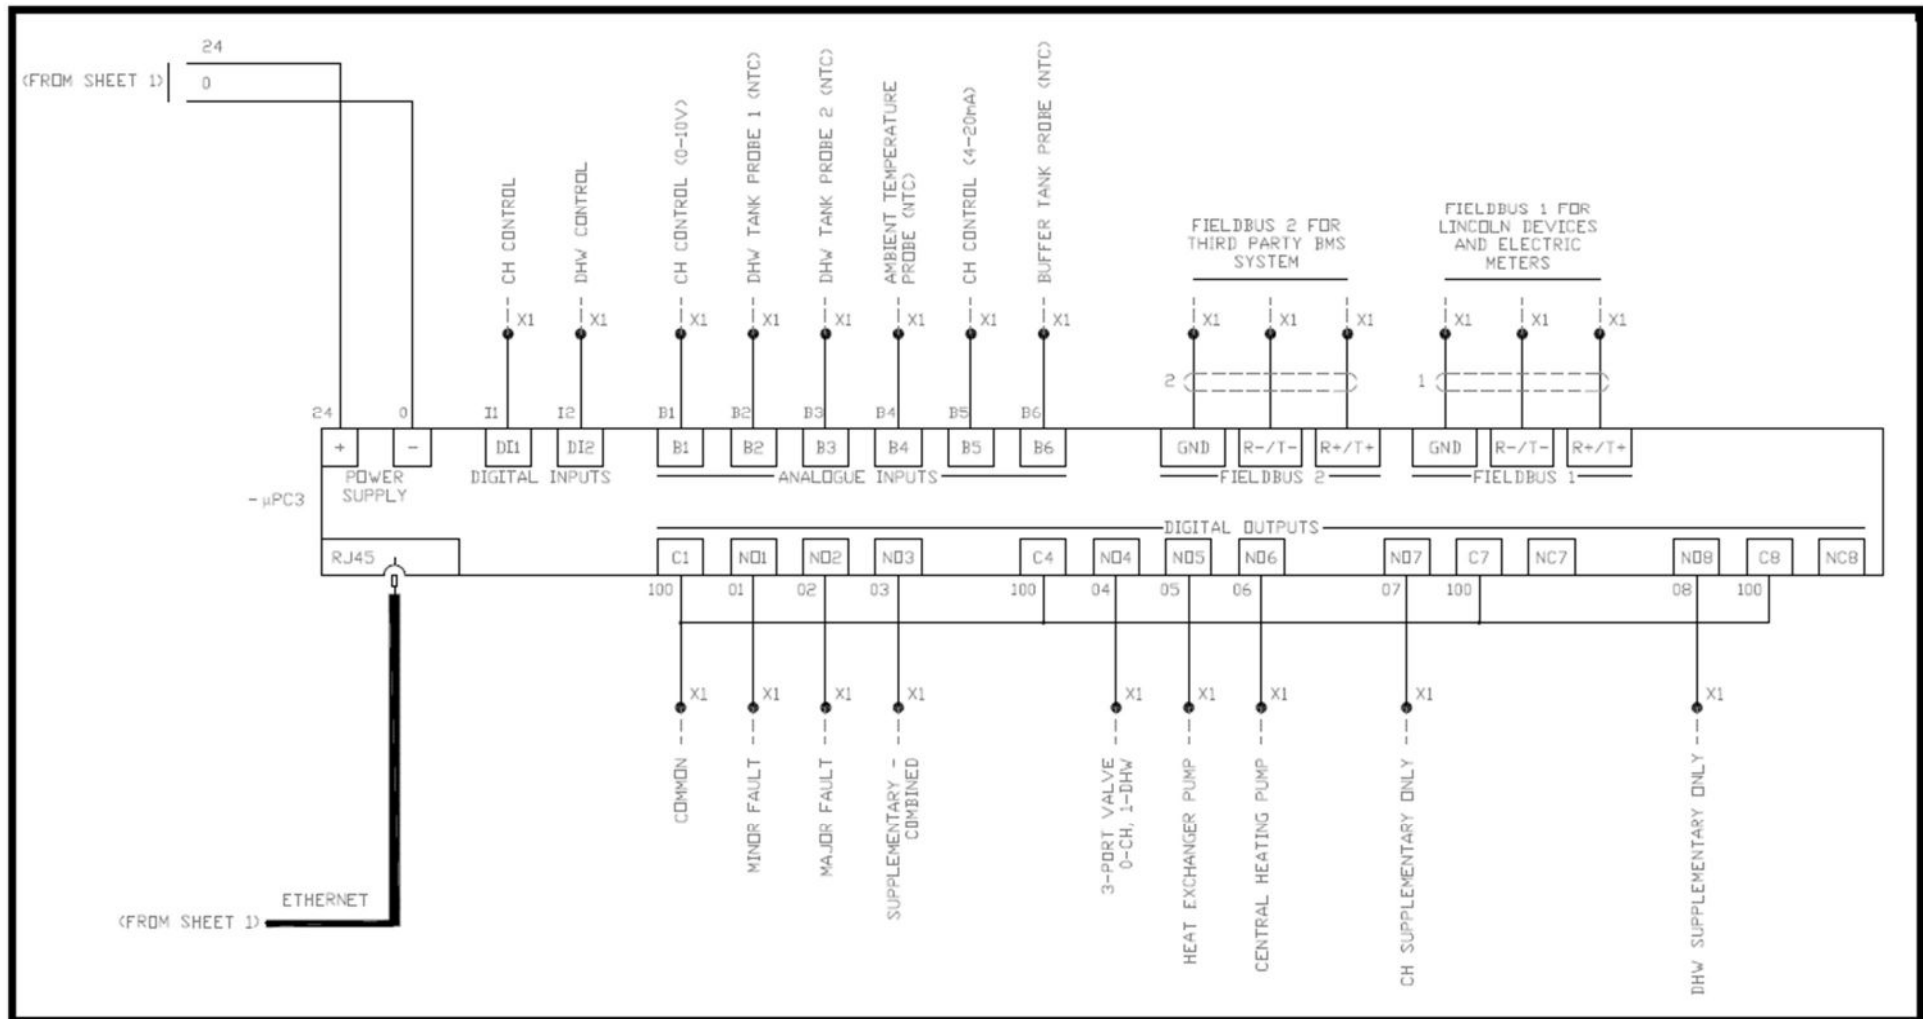 24
(FROM SHEET 1)
0
CH CONTROL
DHW CONTROL
CH CONTROL (0-10V)
DHW TANK PROBE 1 (NTC)
DHW TANK PROBE 2 (NTC)
AMBIENT TEMPERATURE
PROBE (NTC)
CH CONTROL (4-20mA)
BUFFER TANK PROBE (NTC)
FIELDBUS 2 FOR
THIRD PARTY BMS
SYSTEM
FIELDBUS 1 FOR
LINCOLN DEVICES
AND ELECTRIC
METERS
X1 X1 X1 X1 X1 X1 X1 X1 X1 X1 X1 X1 X1 X1
2 1
24 0 I1 I2 B1 B2 B3 B4 B5 B6
+ - DI1 DI2 B1 B2 B3 B4 B5 B6 GND R-/T- R+/T+ GND R-/T- R+/T+
POWER
SUPPLY
DIGITAL INPUTS
ANALOGUE INPUTS
FIELDBUS 2
FIELDBUS 1
-µPC3
DIGITAL OUTPUTS
RJ45 C1 NO1 NO2 NO3 C4 NO4 NO5 NO6 NO7 C7 NC7 NO8 C8 NC8
100 01 02 03 100 04 05 06 07 100 08 100
X1 X1 X1 X1 X1 X1 X1 X1 X1
COMMON
MINOR FAULT
MAJOR FAULT
SUPPLEMENTARY -
COMBINED
3-PORT VALVE
0-CH, 1-DHW
HEAT EXCHANGER PUMP
CENTRAL HEATING PUMP
CH SUPPLEMENTARY ONLY
DHW SUPPLEMENTARY ONLY
ETHERNET
(FROM SHEET 1)